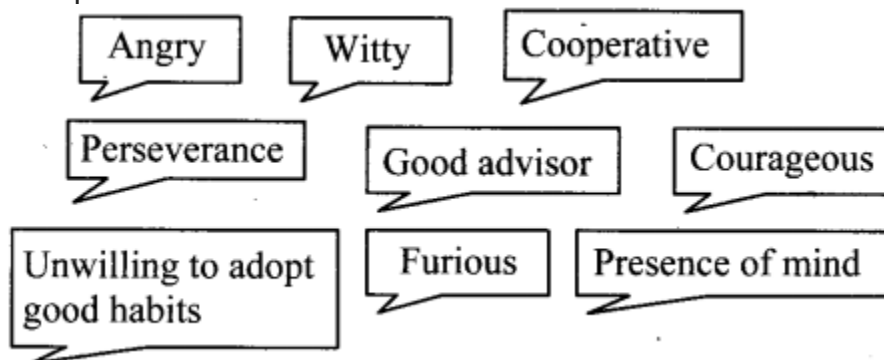 Angry
Witty
Cooperative
Perseverance
Good advisor
Courageous
Unwilling to adopt
good habits
Furious
Presence of mind